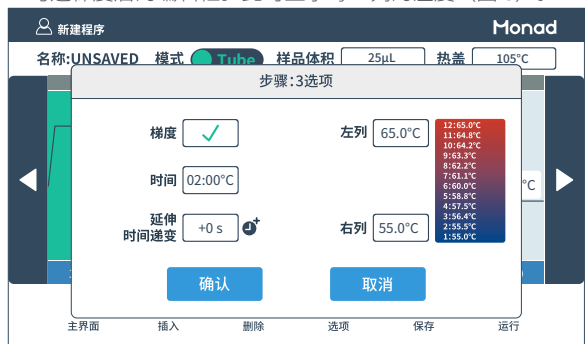 新建程序
Monad
名称:UNSAVED 模式 Tube 样品体积 25μL 热盖 105°C
步骤:3选项
梯度
左列 65.0°C
时间 02:00°C
延伸
时间递变 +0 s
右列 55.0°C
12:65.0°C
11:64.8°C
10:64.2°C
9:63.3°C
8:62.2°C
7:61.1°C
6:60.0°C
5:58.8°C
4:57.5°C
3:56.4°C
2:55.5°C
1:55.0°C
°C
确认 取消
主界面 插入 删除 选项 保存 运行